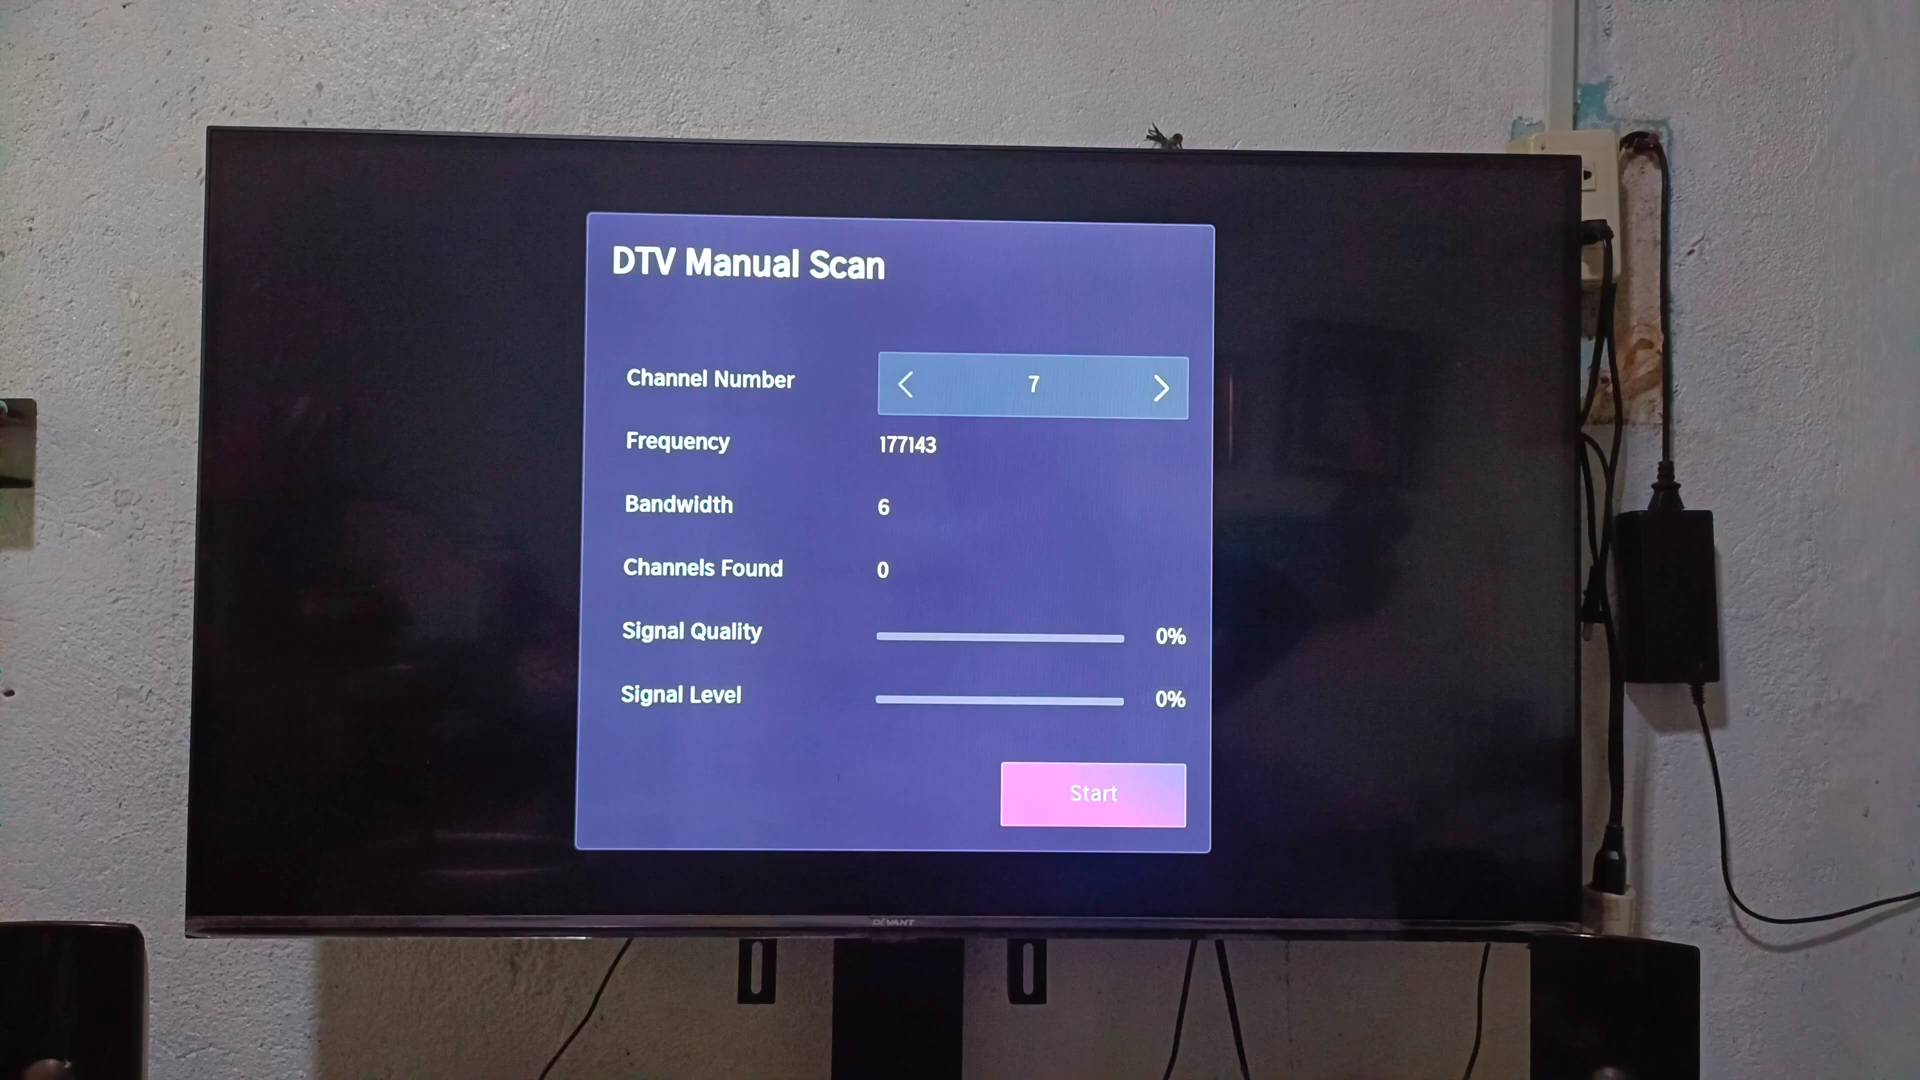 DTV Manual Scan
Channel Number 7
Frequency 177143
Bandwidth 6
Channels Found 0
Signal Quality 0%
Signal Level 0%
Start
DEVANT